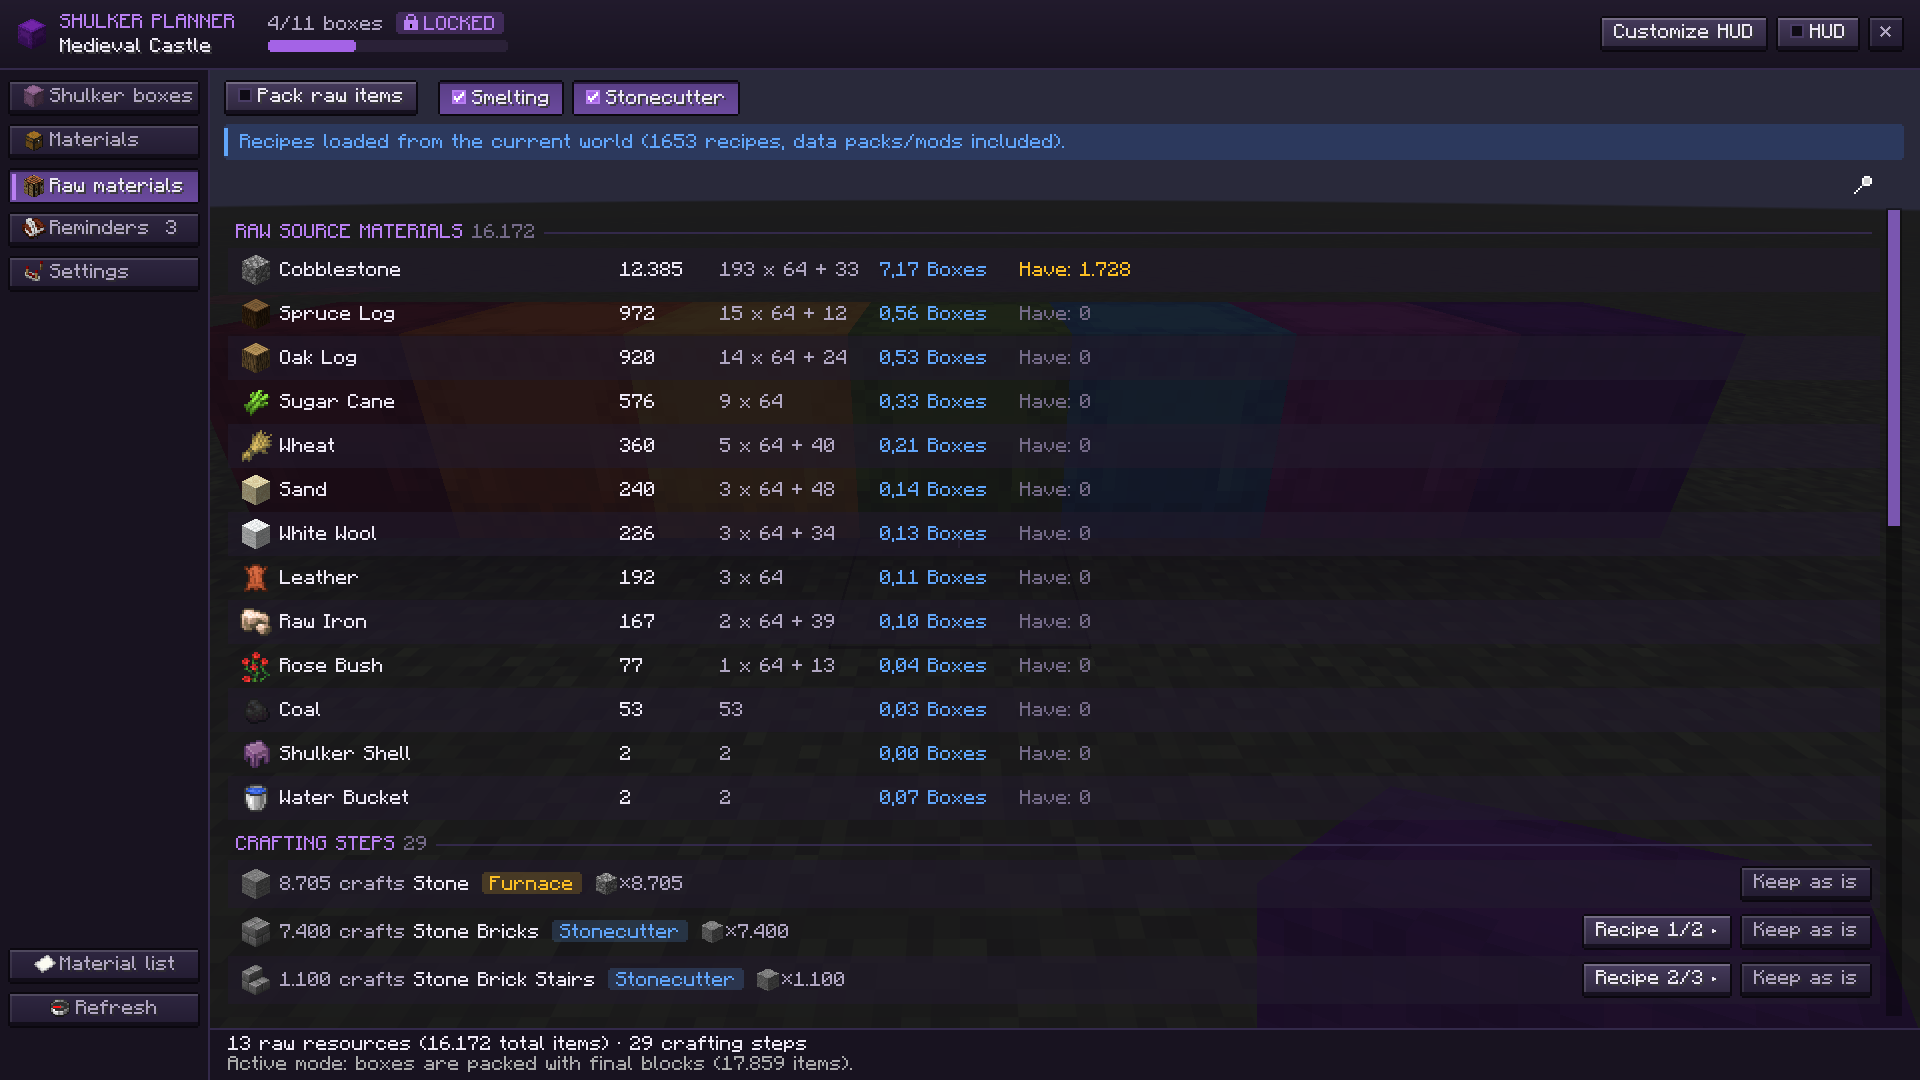 SHULKER PLANNER
Medieval Castle
4/11 boxes LOCKED
Customize HUD HUD ×
Shulker boxes
Materials
Raw materials
Reminders 3
Settings
Material list
Refresh
Pack raw items Smelting Stonecutter
Recipes loaded from the current world (1653 recipes, data packs/mods included).
RAW SOURCE MATERIALS 16.172
Cobblestone 12.385 193 x 64 + 33 7,17 Boxes Have: 1.728
Spruce Log 972 15 x 64 + 12 0,56 Boxes Have: 0
Oak Log 920 14 x 64 + 24 0,53 Boxes Have: 0
Sugar Cane 576 9 x 64 0,33 Boxes Have: 0
Wheat 360 5 x 64 + 40 0,21 Boxes Have: 0
Sand 240 3 x 64 + 48 0,14 Boxes Have: 0
White Wool 226 3 x 64 + 34 0,13 Boxes Have: 0
Leather 192 3 x 64 0,11 Boxes Have: 0
Raw Iron 167 2 x 64 + 39 0,10 Boxes Have: 0
Rose Bush 77 1 x 64 + 13 0,04 Boxes Have: 0
Coal 53 53 0,03 Boxes Have: 0
Shulker Shell 2 2 0,00 Boxes Have: 0
Water Bucket 2 2 0,07 Boxes Have: 0
CRAFTING STEPS 29
8.705 crafts Stone Furnace ×8.705 Keep as is
7.400 crafts Stone Bricks Stonecutter ×7.400 Recipe 1/2 Keep as is
1.100 crafts Stone Brick Stairs Stonecutter ×1.100 Recipe 2/3 Keep as is
13 raw resources (16.172 total items) · 29 crafting steps
Active mode: boxes are packed with final blocks (17.859 items).